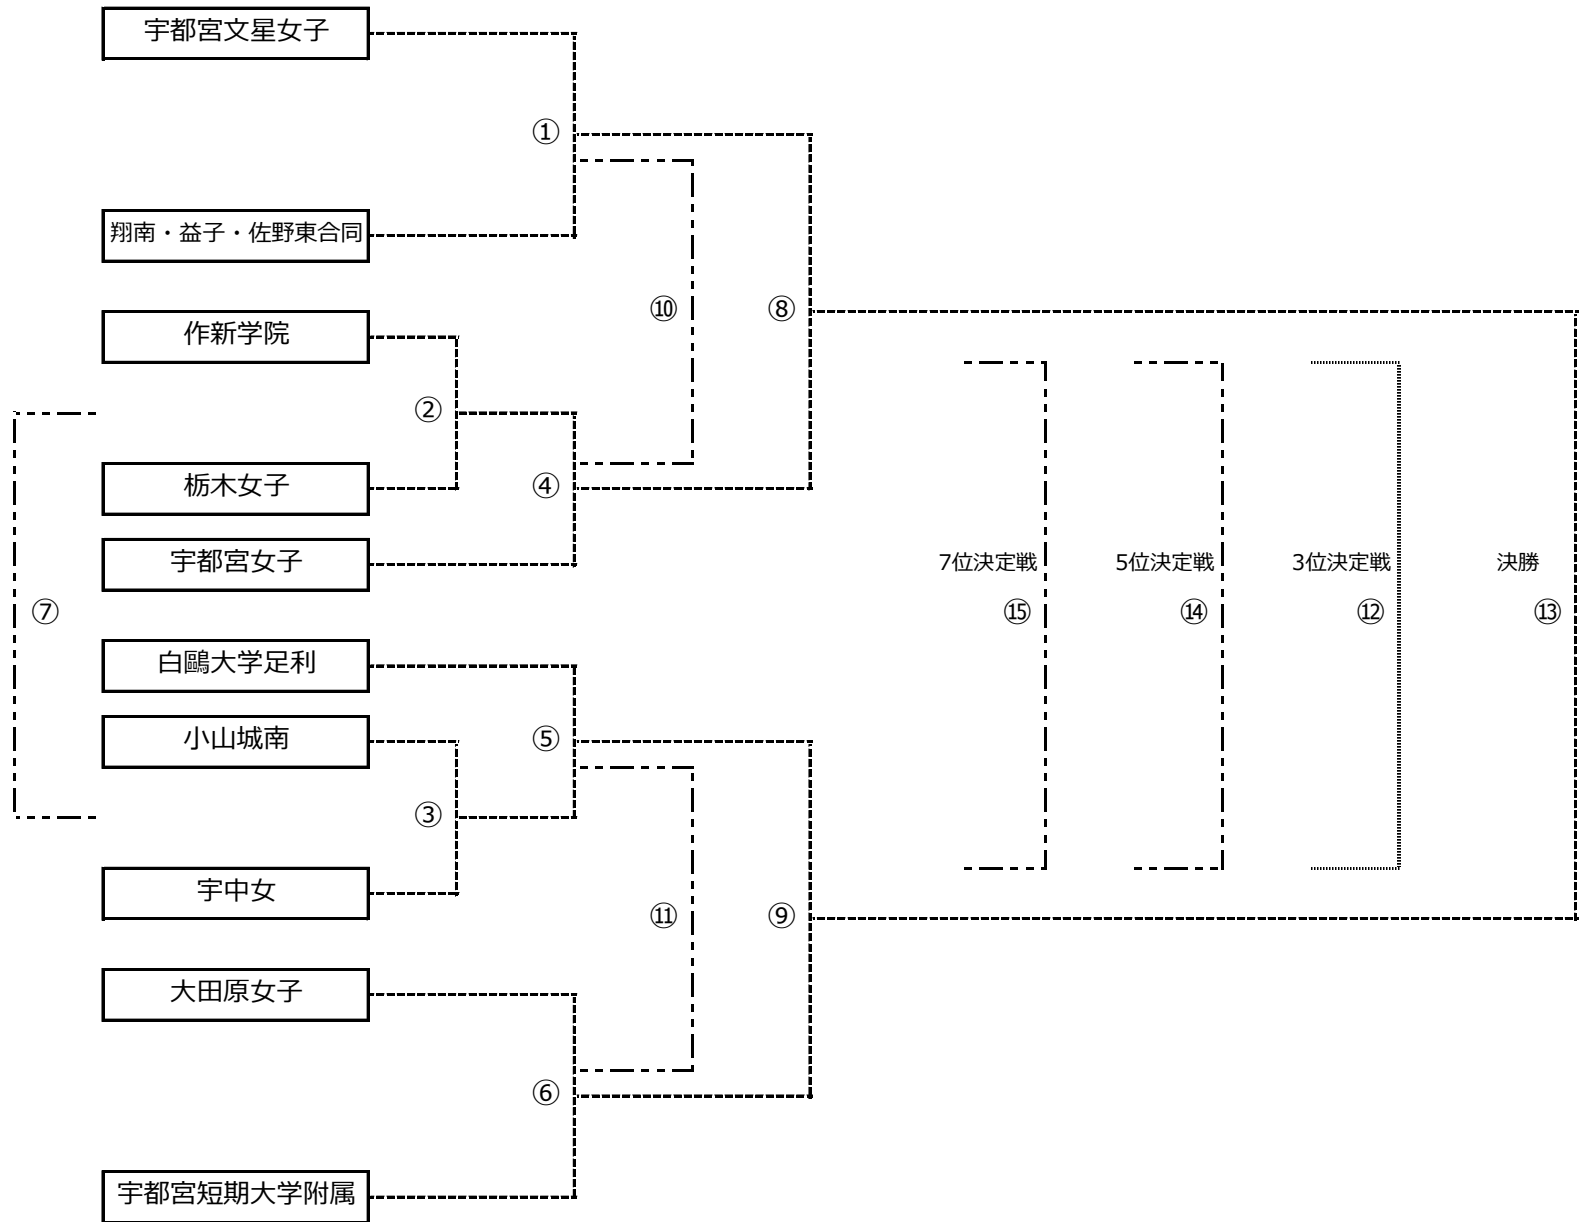 宇都宮文星女子
①
翔南・益子・佐野東合同
⑩
⑧
作新学院
②
栃木女子
④
宇都宮女子
7位決定戦
5位決定戦
3位決定戦
決勝
⑦
⑮
⑭
⑫
⑬
白鷗大学足利
小山城南
⑤
③
宇中女
⑪
⑨
大田原女子
⑥
宇都宮短期大学附属